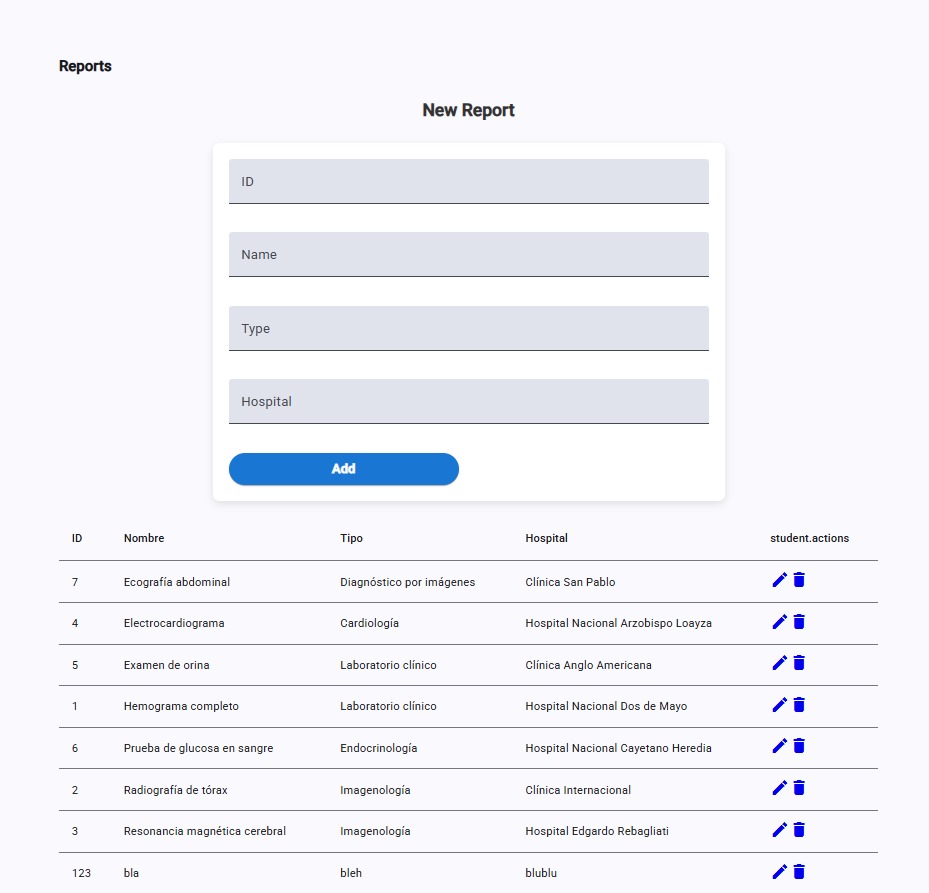 Reports
New Report
ID
Name
Type
Hospital
Add
ID Nombre Tipo Hospital student.actions
7 Ecografía abdominal Diagnóstico por imágenes Clínica San Pablo
4 Electrocardiograma Cardiología Hospital Nacional Arzobispo Loayza
5 Examen de orina Laboratorio clínico Clínica Anglo Americana
1 Hemograma completo Laboratorio clínico Hospital Nacional Dos de Mayo
6 Prueba de glucosa en sangre Endocrinología Hospital Nacional Cayetano Heredia
2 Radiografía de tórax Imagenología Clínica Internacional
3 Resonancia magnética cerebral Imagenología Hospital Edgardo Rebagliati
123 bla bleh blublu